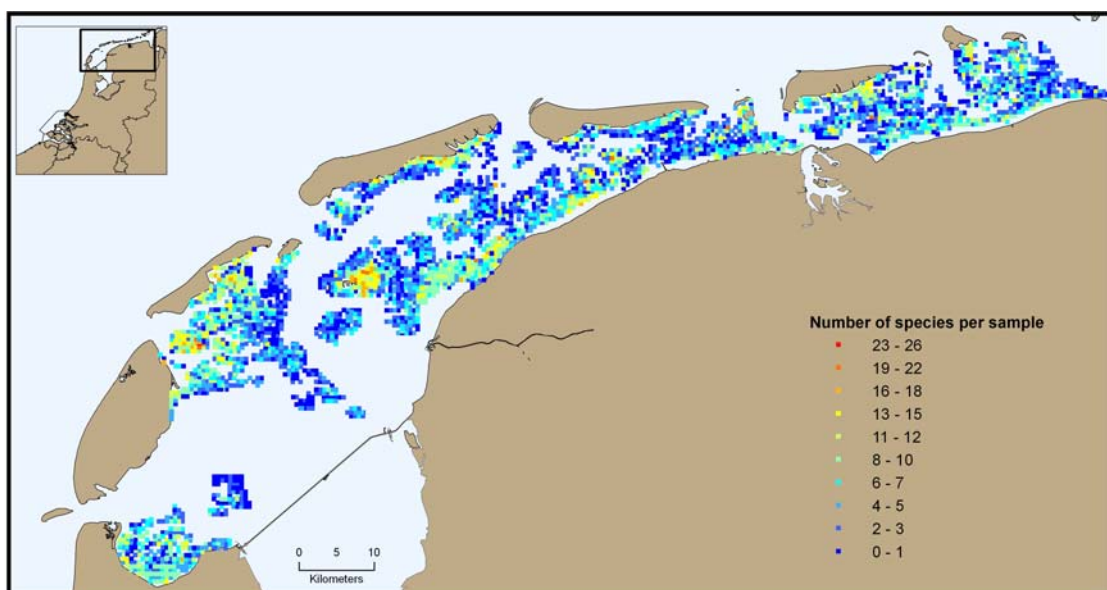 Number of species per sample
23 - 26
19 - 22
16 - 18
13 - 15
11 - 12
8 - 10
6 - 7
4 - 5
2 - 3
0 - 1
0 5 10
Kilometers